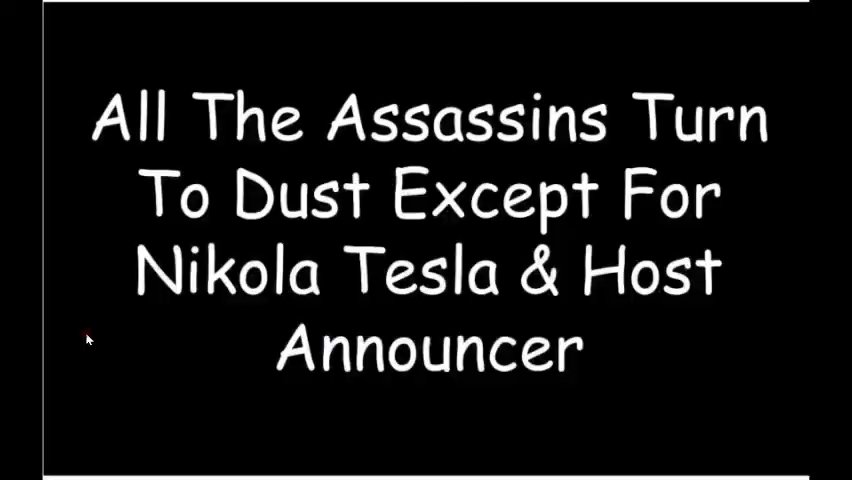 All The Assassins Turn
To Dust Except For
Nikola Tesla & Host
Announcer